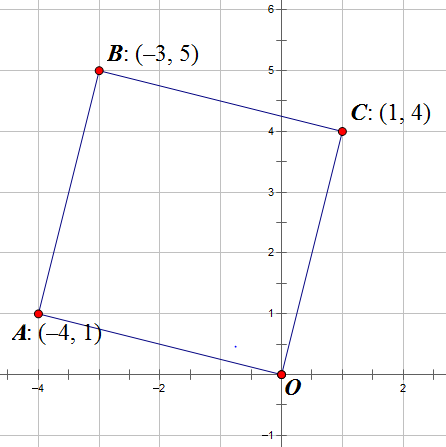 6
B: (–3, 5)
5
C: (1, 4)
4
3
2
1
A: (–4, 1)
–4
–2
O
2
–1